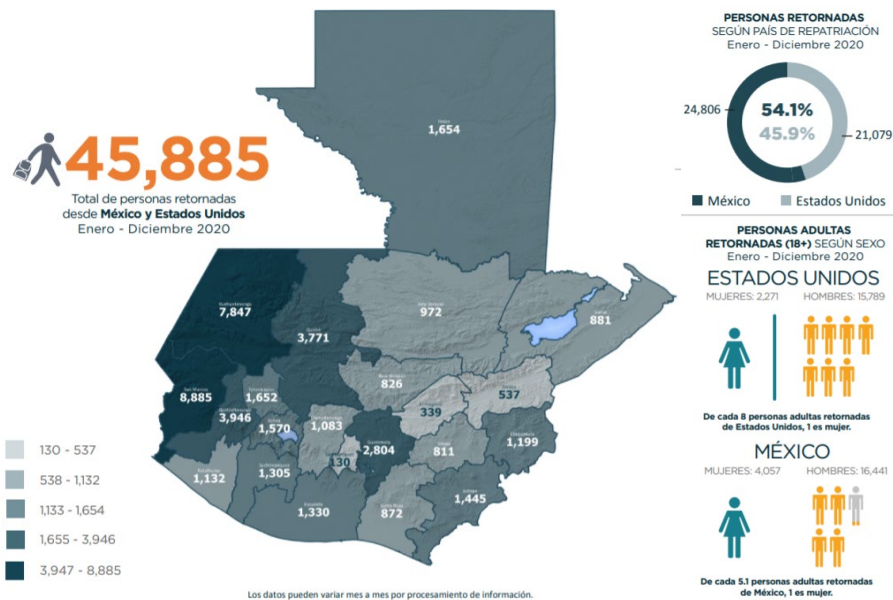 45,885
Total de personas retornadas
desde México y Estados Unidos
Enero - Diciembre 2020
1,654
7,847
3,771
972
881
8,885
1,652
3,946
1,570
1,083
826
339
537
2,804
130
811
1,199
1,132
1,305
1,330
872
1,445
130 - 537
538 - 1,132
1,133 - 1,654
1,655 - 3,946
3,947 - 8,885
Los datos pueden variar mes a mes por procesamiento de información.
PERSONAS RETORNADAS
SEGÚN PAÍS DE REPATRIACIÓN
Enero - Diciembre 2020
24,806
54.1%
45.9%
21,079
México
Estados Unidos
PERSONAS ADULTAS
RETORNADAS (18+) SEGÚN SEXO
Enero - Diciembre 2020
ESTADOS UNIDOS
MUJERES: 2,271 HOMBRES: 15,789
De cada 8 personas adultas retornadas
de Estados Unidos, 1 es mujer.
MÉXICO
MUJERES: 4,057 HOMBRES: 16,441
De cada 5.1 personas adultas retornadas
de México, 1 es mujer.